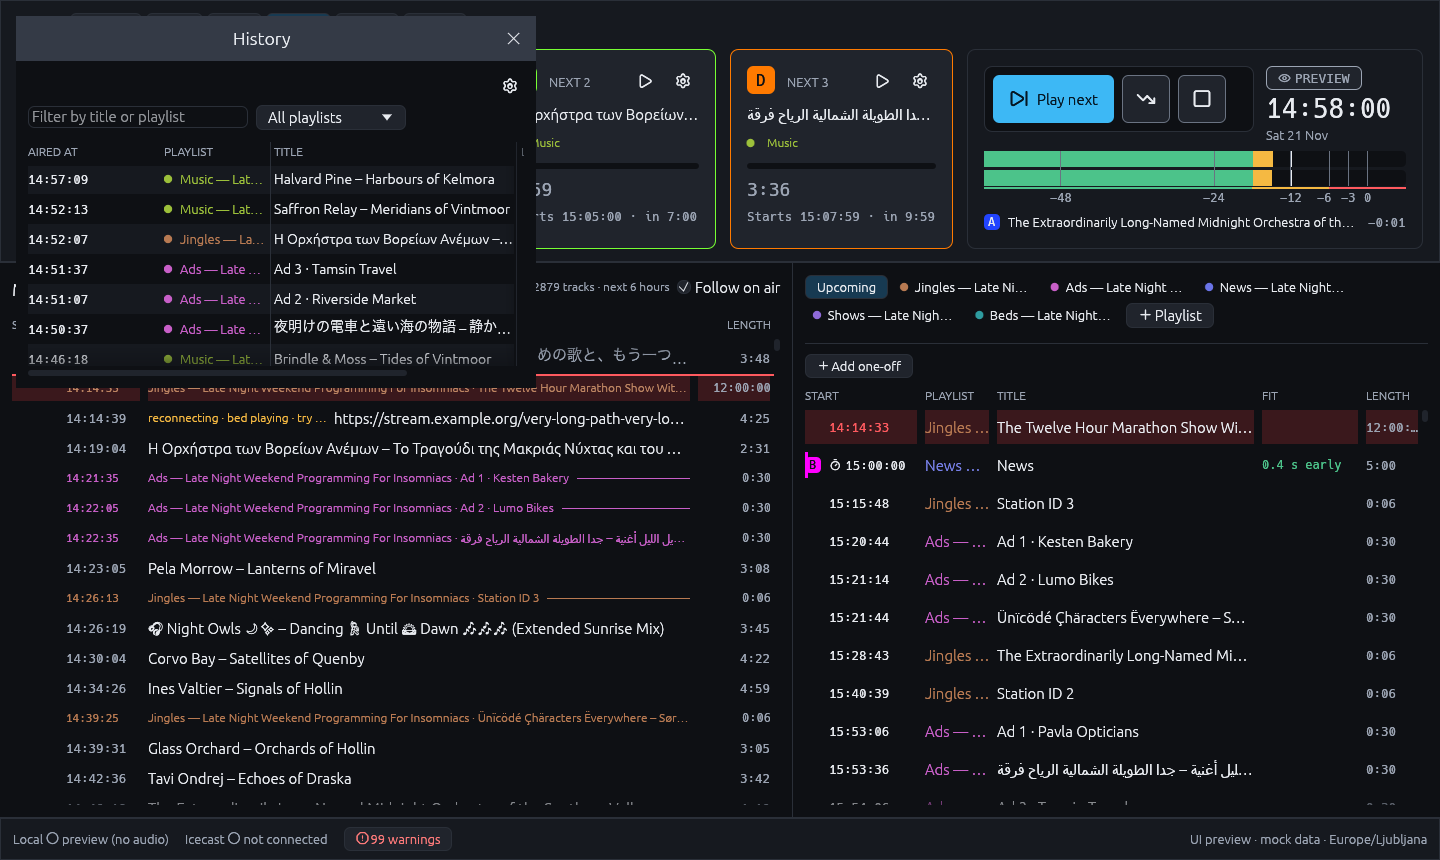 History
Filter by title or playlist
All playlists
AIRED AT PLAYLIST TITLE
14:57:09 Music — Lat… Halvard Pine – Harbours of Kelmora
14:52:13 Music — Lat… Saffron Relay – Meridians of Vintmoor
14:52:07 Jingles — La… Η Ορχήστρα των Βορείων Ανέμων –…
14:51:37 Ads — Late … Ad 3 · Tamsin Travel
14:51:07 Ads — Late … Ad 2 · Riverside Market
14:50:37 Ads — Late … 夜明けの電車と遠い海の物語 – 静か…
14:46:18 Music — Lat… Brindle & Moss – Tides of Vintmoor
NEXT 2
ρχήστρα των Βορείων…
Music
59
rts 15:05:00 · in 7:00
D NEXT 3
جدا الطويلة الشمالية الرياح فرقة…
Music
3:36
Starts 15:07:59 · in 9:59
Play next
PREVIEW
14:58:00
Sat 21 Nov
−48 −24 −12 −6 −3 0
A The Extraordinarily Long-Named Midnight Orchestra of th… −0:01
2879 tracks · next 6 hours Follow on air
LENGTH
めの歌と、もう一つ… 3:48
14:14:33 Jingles — Late Night Weekend Programming For Insomniacs · The Twelve Hour Marathon Show Wit… 12:00:00
14:14:39 reconnecting · bed playing · try … https://stream.example.org/very-long-path-very-lo… 4:25
14:19:04 Η Ορχήστρα των Βορείων Ανέμων – Το Τραγούδι της Μακριάς Νύχτας και του … 2:31
14:21:35 Ads — Late Night Weekend Programming For Insomniacs · Ad 1 · Kesten Bakery 0:30
14:22:05 Ads — Late Night Weekend Programming For Insomniacs · Ad 2 · Lumo Bikes 0:30
14:22:35 Ads — Late Night Weekend Programming For Insomniacs · فرقة الرياح الشمالية الطويلة جدا – أغنية الليل… 0:30
14:23:05 Pela Morrow – Lanterns of Miravel 3:08
14:26:13 Jingles — Late Night Weekend Programming For Insomniacs · Station ID 3 0:06
14:26:19 🎧 Night Owls 🌙✨ – Dancing 💃 Until 🌅 Dawn 🎶🎶🎶 (Extended Sunrise Mix) 3:45
14:30:04 Corvo Bay – Satellites of Quenby 4:22
14:34:26 Ines Valtier – Signals of Hollin 4:59
14:39:25 Jingles — Late Night Weekend Programming For Insomniacs · Ünïcödé Çhäracters Ëverywhere – Sør… 0:06
14:39:31 Glass Orchard – Orchards of Hollin 3:05
14:42:36 Tavi Ondrej – Echoes of Draska 3:42
Upcoming Jingles — Late Ni… Ads — Late Night … News — Late Night…
Shows — Late Nigh… Beds — Late Night… + Playlist
+ Add one-off
START PLAYLIST TITLE FIT LENGTH
14:14:33 Jingles … The Twelve Hour Marathon Show Wi… 12:00:…
B 15:00:00 News … News 0.4 s early 5:00
15:15:48 Jingles … Station ID 3 0:06
15:20:44 Ads — … Ad 1 · Kesten Bakery 0:30
15:21:14 Ads — … Ad 2 · Lumo Bikes 0:30
15:21:44 Ads — … Ünïcödé Çhäracters Ëverywhere – S… 0:30
15:28:43 Jingles … The Extraordinarily Long-Named Mi… 0:06
15:40:39 Jingles … Station ID 2 0:06
15:53:06 Ads — … Ad 1 · Pavla Opticians 0:30
15:53:36 Ads — … فرقة الرياح الشمالية الطويلة جدا – أغنية الليل… 0:30
Local preview (no audio) Icecast not connected 99 warnings
UI preview · mock data · Europe/Ljubljana